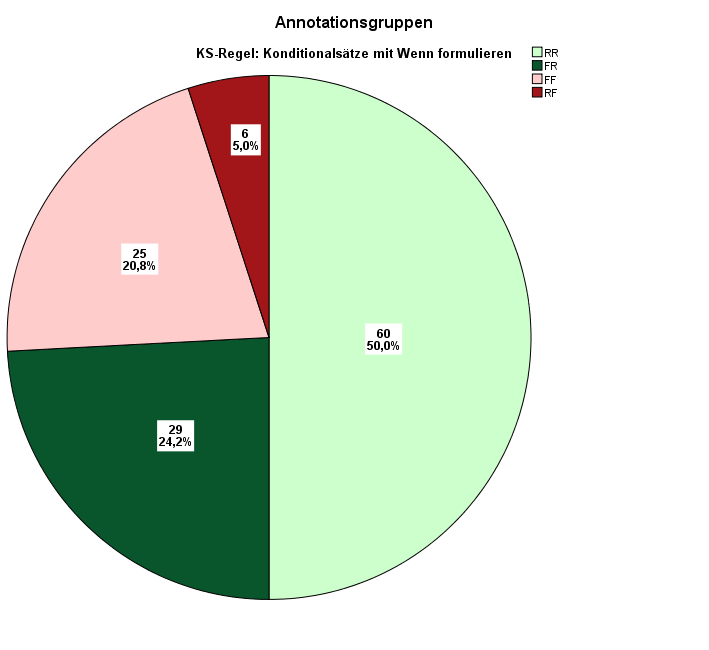 Annotationsgruppen
KS-Regel: Konditionalsätze mit Wenn formulieren
RR
FR
FF
RF
6
5,0%
25
20,8%
60
50,0%
29
24,2%